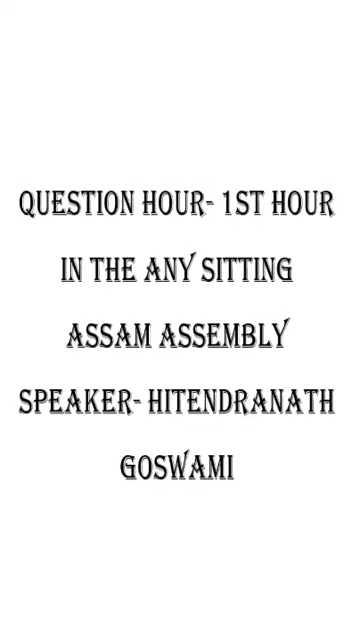 QUESTION HOUR- 1ST HOUR
IN THE ANY SITTING
ASSAM ASSEMBLY
SPEAKER- HITENDRANATH
GOSWAMI